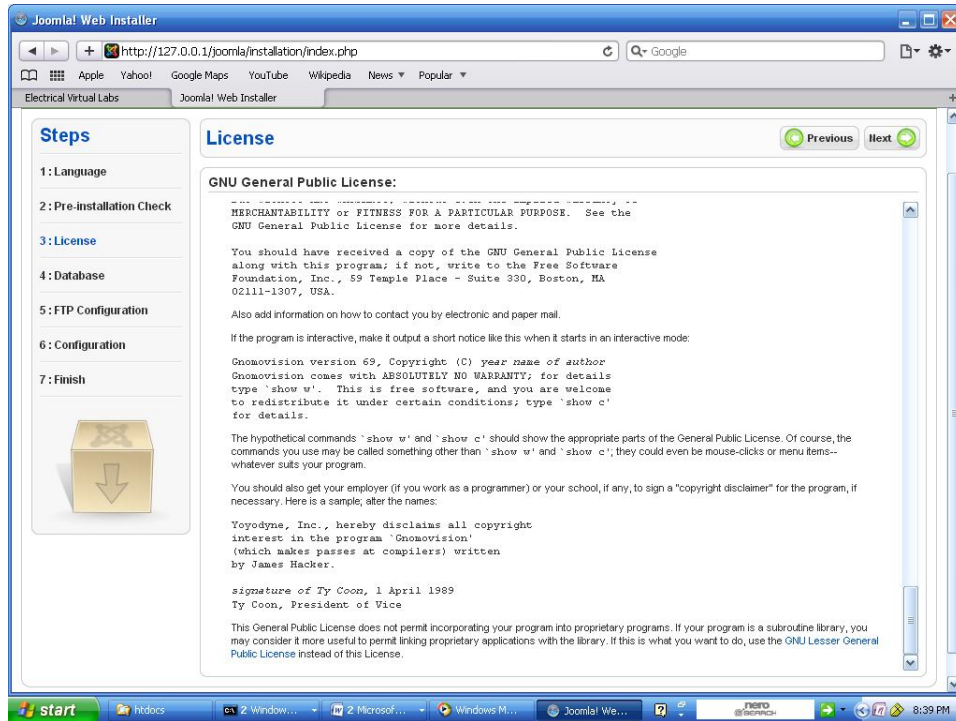 Joomla! Web Installer
http://127.0.0.1/joomla/installation/index.php
Google
Apple Yahoo! Google Maps YouTube Wikipedia News Popular
Electrical Virtual Labs
Joomla! Web Installer
Steps
1 : Language
2 : Pre-installation Check
3 : License
4 : Database
5 : FTP Configuration
6 : Configuration
7 : Finish
License
Previous
Next
GNU General Public License:
MERCHANTABILITY or FITNESS FOR A PARTICULAR PURPOSE. See the
GNU General Public License for more details.
You should have received a copy of the GNU General Public License
along with this program; if not, write to the Free Software
Foundation, Inc., 59 Temple Place - Suite 330, Boston, MA
02111-1307, USA.
Also add information on how to contact you by electronic and paper mail.
If the program is interactive, make it output a short notice like this when it starts in an interactive mode:
Gnomovision version 69, Copyright (C) year name of author
Gnomovision comes with ABSOLUTELY NO WARRANTY; for details
type `show w'. This is free software, and you are welcome
to redistribute it under certain conditions; type `show c'
for details.
The hypothetical commands `show w' and `show c' should show the appropriate parts of the General Public License. Of course, the
commands you use may be called something other than `show w' and `show c'; they could even be mouse-clicks or menu items--
whatever suits your program.
You should also get your employer (if you work as a programmer) or your school, if any, to sign a "copyright disclaimer" for the program, if
necessary. Here is a sample; alter the names:
Yoyodyne, Inc., hereby disclaims all copyright
interest in the program `Gnomovision'
(which makes passes at compilers) written
by James Hacker.
signature of Ty Coon, 1 April 1989
Ty Coon, President of Vice
This General Public License does not permit incorporating your program into proprietary programs. If your program is a subroutine library, you
may consider it more useful to permit linking proprietary applications with the library. If this is what you want to do, use the GNU Lesser General
Public License instead of this License.
start
htdocs
2 Window...
2 Microsof...
Windows M...
Joomla! We...
nero
SEARCH
8:39 PM